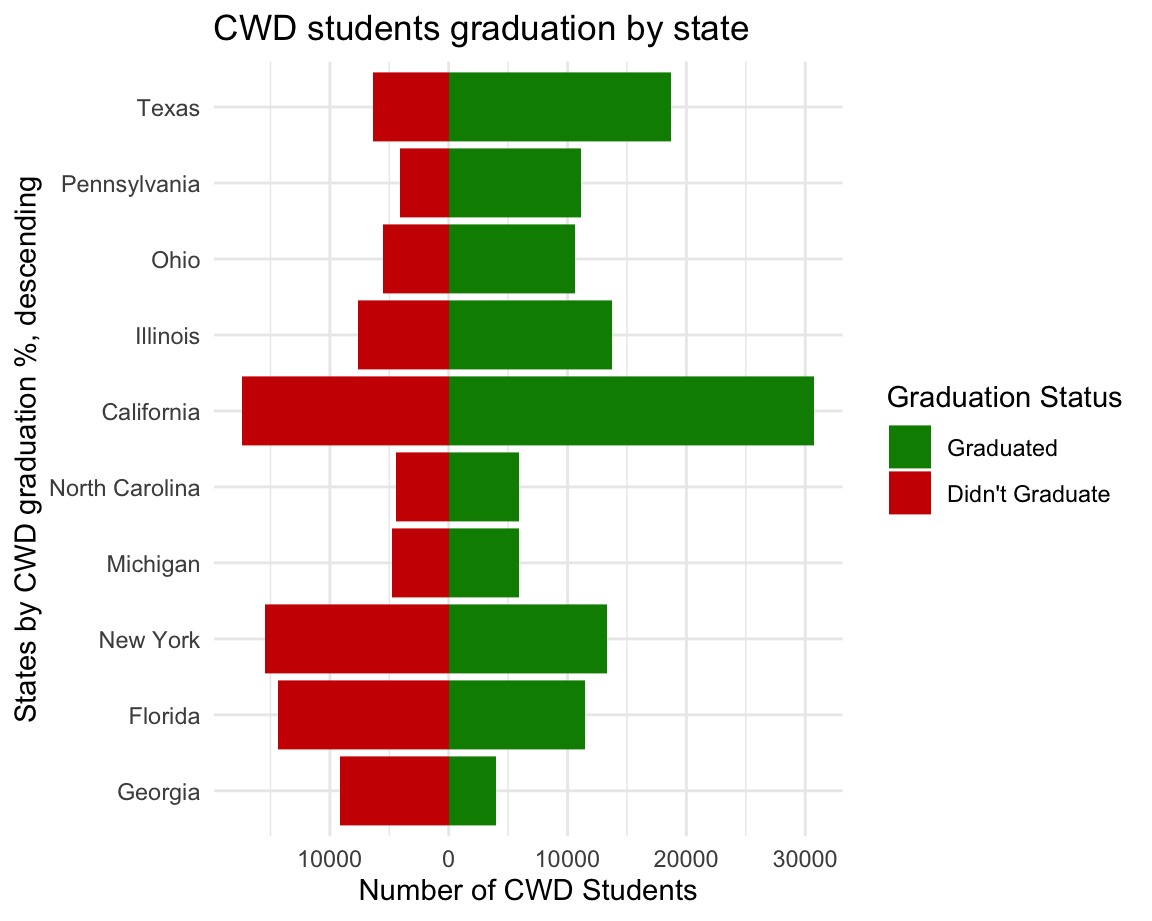 CWD students graduation by state
States by CWD graduation %, descending
Texas
Pennsylvania
Ohio
Illinois
California
North Carolina
Michigan
New York
Florida
Georgia
10000 0 10000 20000 30000
Number of CWD Students
Graduation Status
Graduated
Didn't Graduate